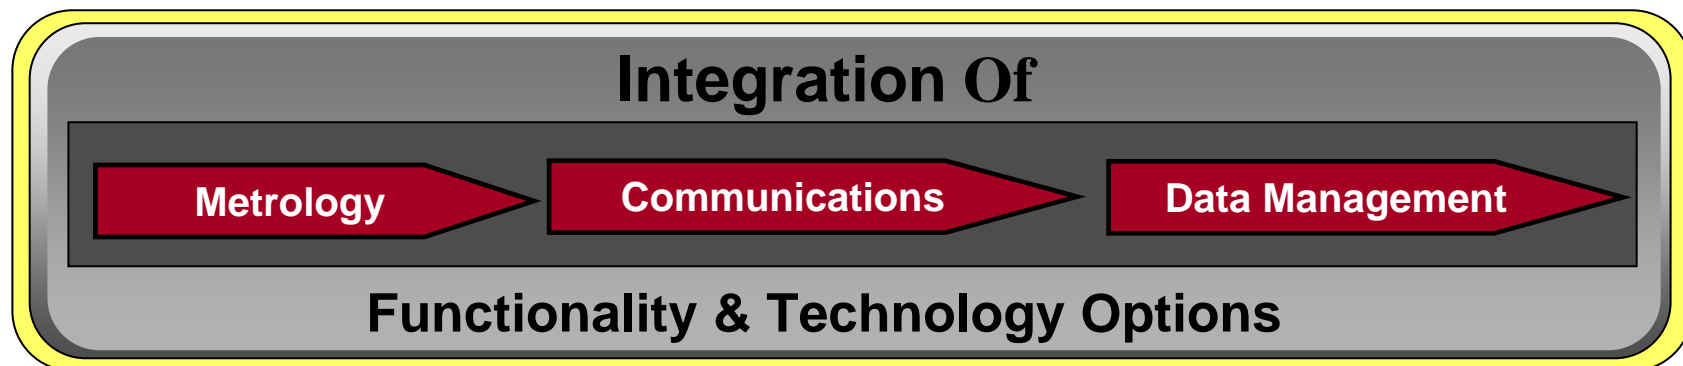 Integration Of
Metrology
Communications
Data Management
Functionality & Technology Options